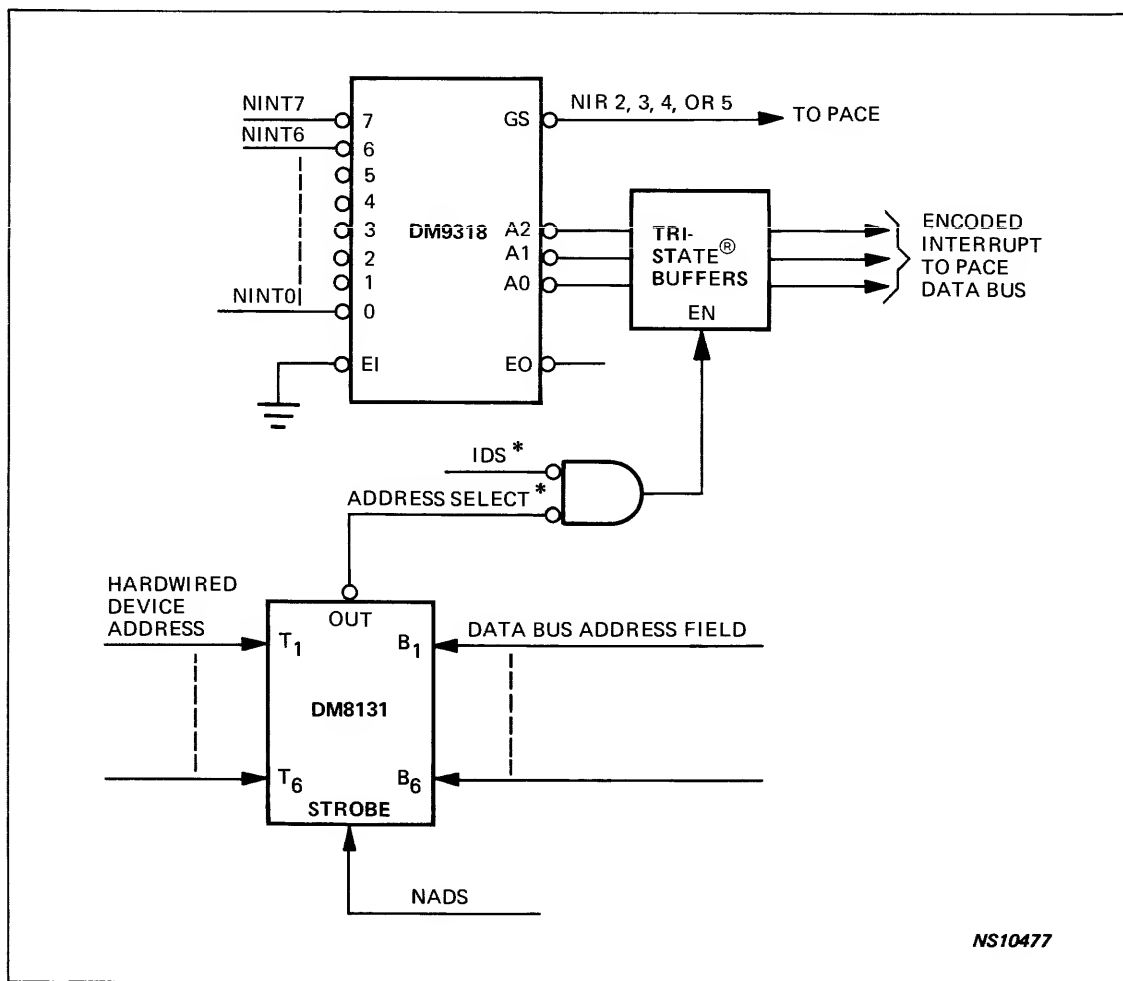 NINT7
NINT6
NINT0
7
6
5
4
3
2
1
0
EI
DM9318
GS
A2
A1
A0
EO
NIR 2, 3, 4, OR 5
TO PACE
TRI-
STATE®
BUFFERS
EN
ENCODED
INTERRUPT
TO PACE
DATA BUS
IDS *
ADDRESS SELECT *
HARDWIRED
DEVICE
ADDRESS
OUT
T1
B1
DATA BUS ADDRESS FIELD
DM8131
T6
B6
STROBE
NADS
NS10477